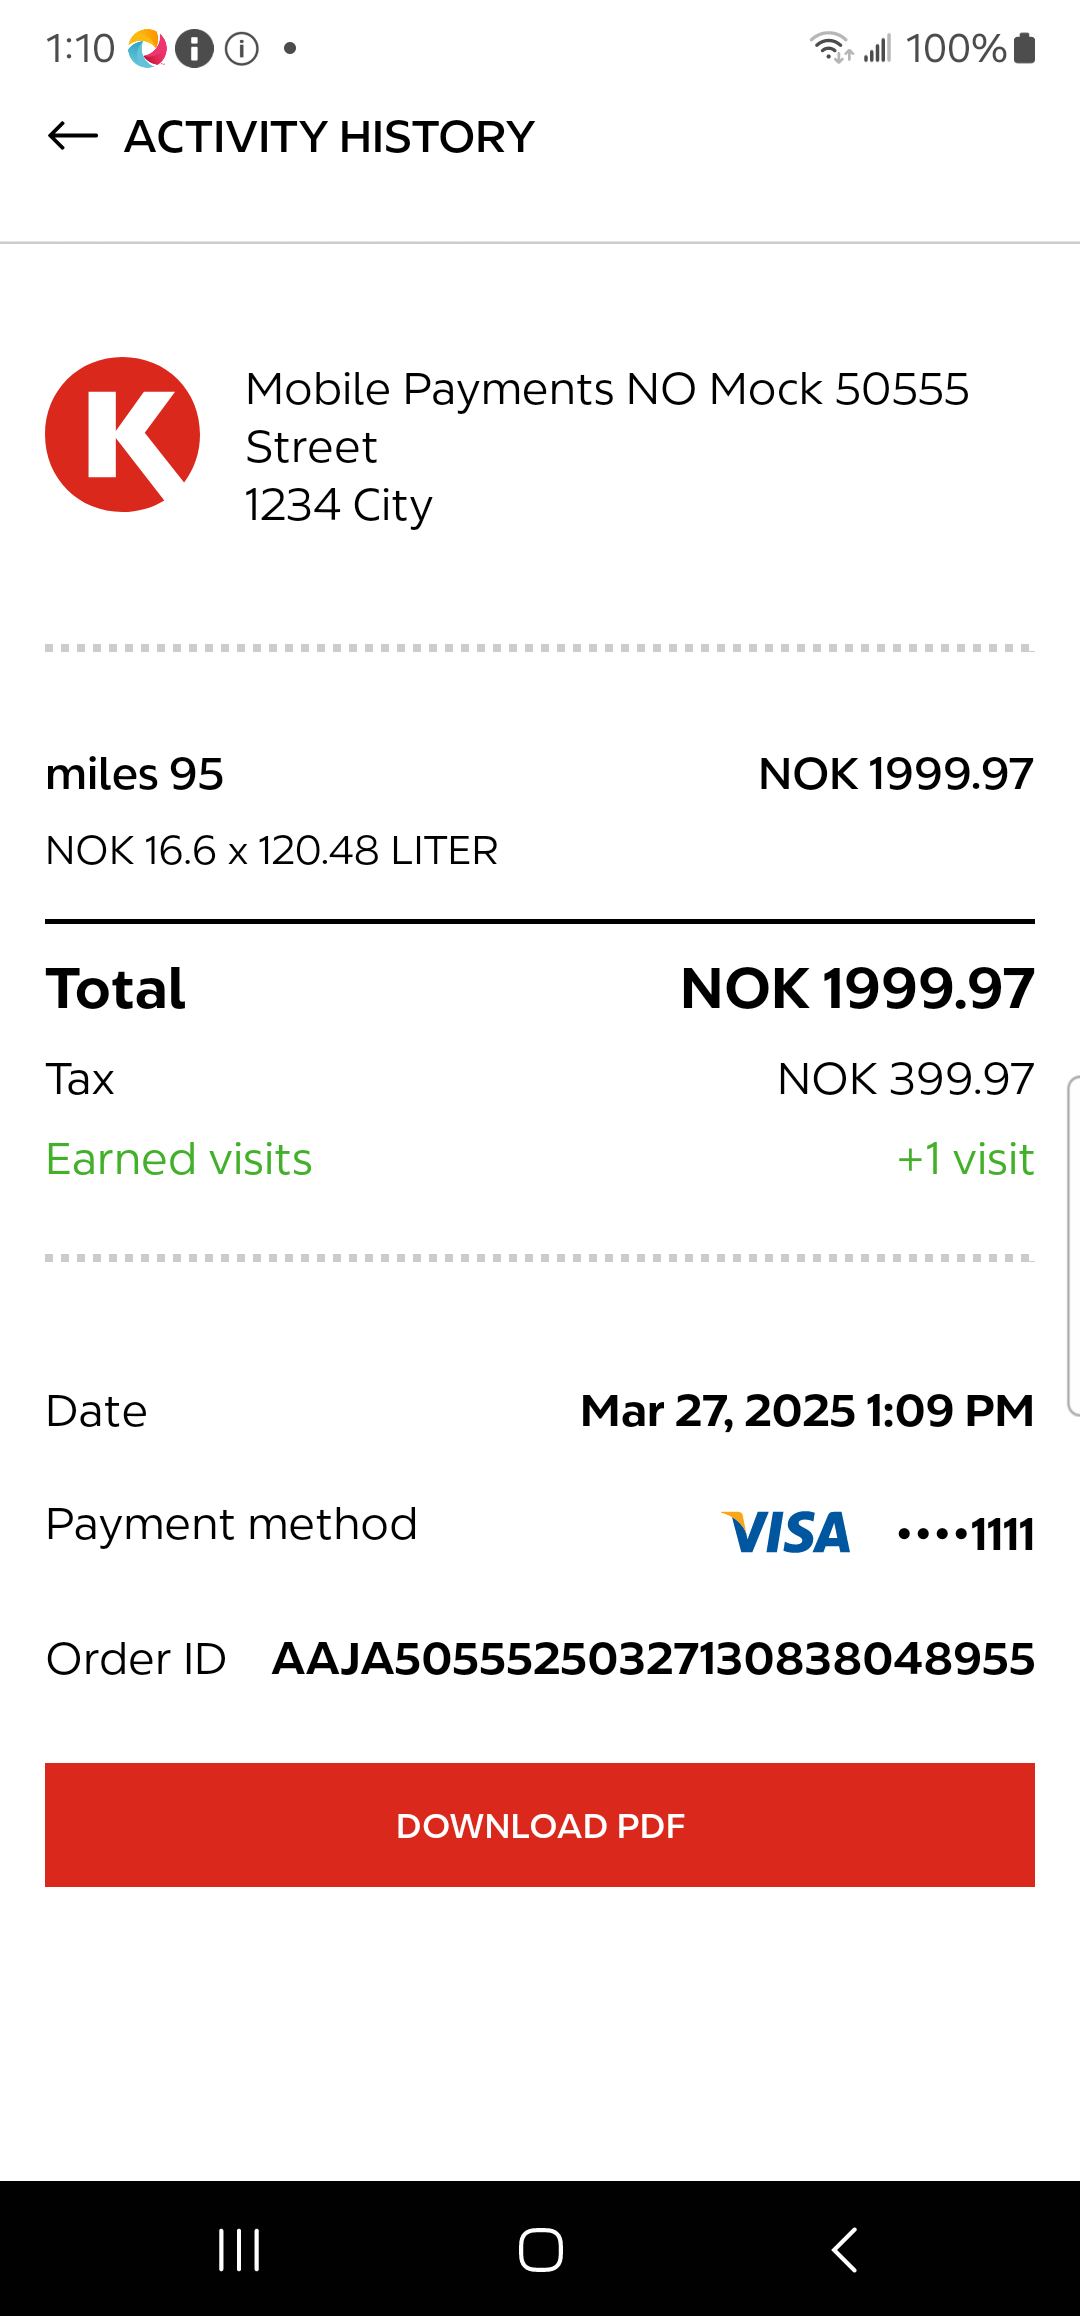 1:10
100%
ACTIVITY HISTORY
K
Mobile Payments NO Mock 50555
Street
1234 City
miles 95 NOK 1999.97
NOK 16.6 x 120.48 LITER
Total NOK 1999.97
Tax NOK 399.97
Earned visits +1 visit
Date Mar 27, 2025 1:09 PM
Payment method VISA ••••1111
Order ID AAJA50555250327130838048955
DOWNLOAD PDF